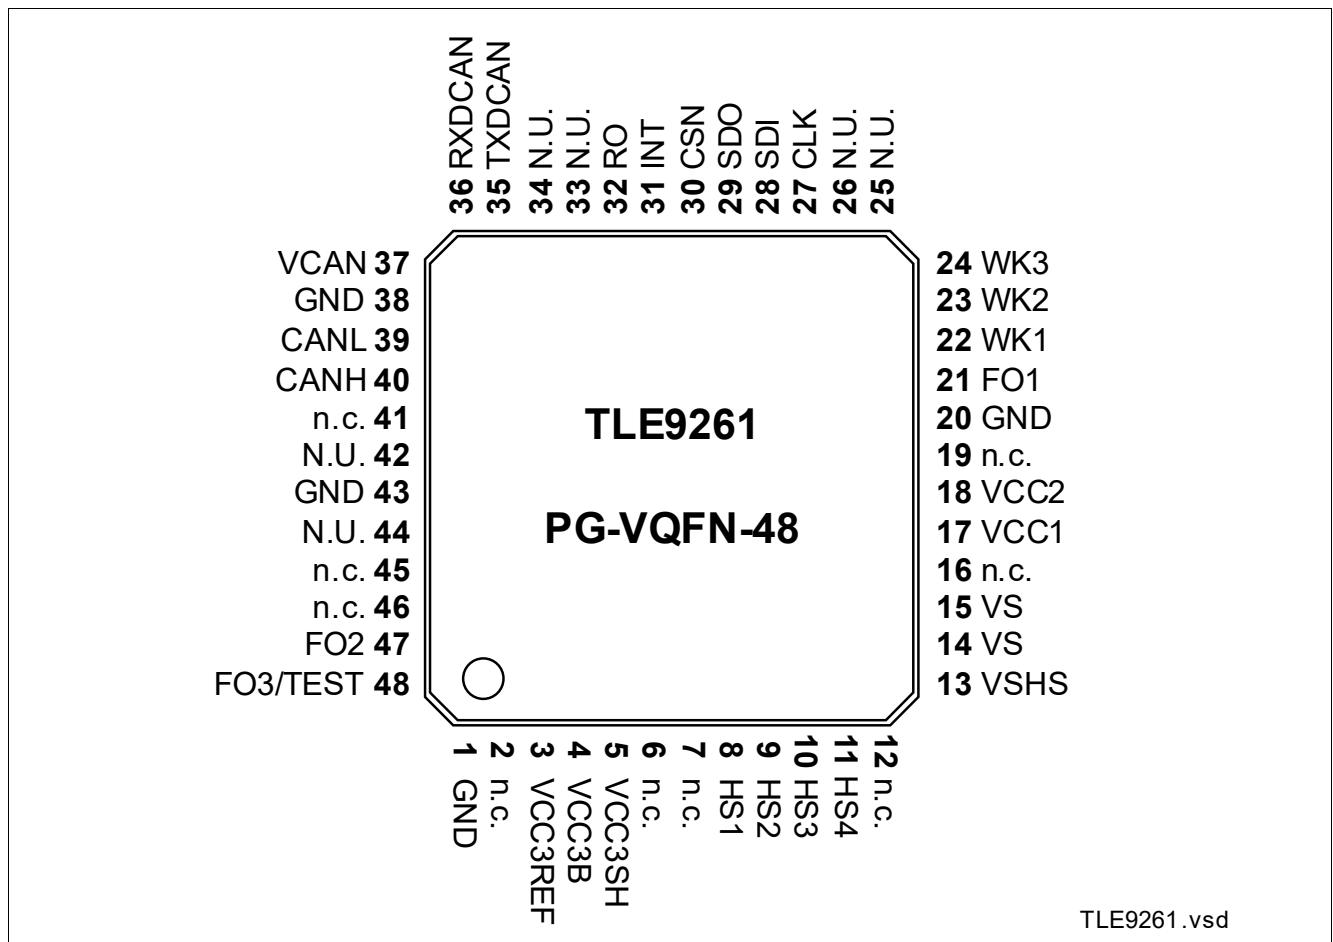 36 RXDCAN
35 TXDCAN
34 N.U.
33 N.U.
32 RO
31 INT
30 CSN
29 SDO
28 SDI
27 CLK
26 N.U.
25 N.U.
VCAN 37
GND 38
CANL 39
CANH 40
n.c. 41
N.U. 42
GND 43
N.U. 44
n.c. 45
n.c. 46
FO2 47
FO3/TEST 48
TLE9261
PG-VQFN-48
24 WK3
23 WK2
22 WK1
21 FO1
20 GND
19 n.c.
18 VCC2
17 VCC1
16 n.c.
15 VS
14 VS
13 VSHS
1 GND
2 n.c.
3 VCC3REF
4 VCC3B
5 VCC3SH
6 n.c.
7 n.c.
8 HS1
9 HS2
10 HS3
11 HS4
12 n.c.
TLE9261.vsd